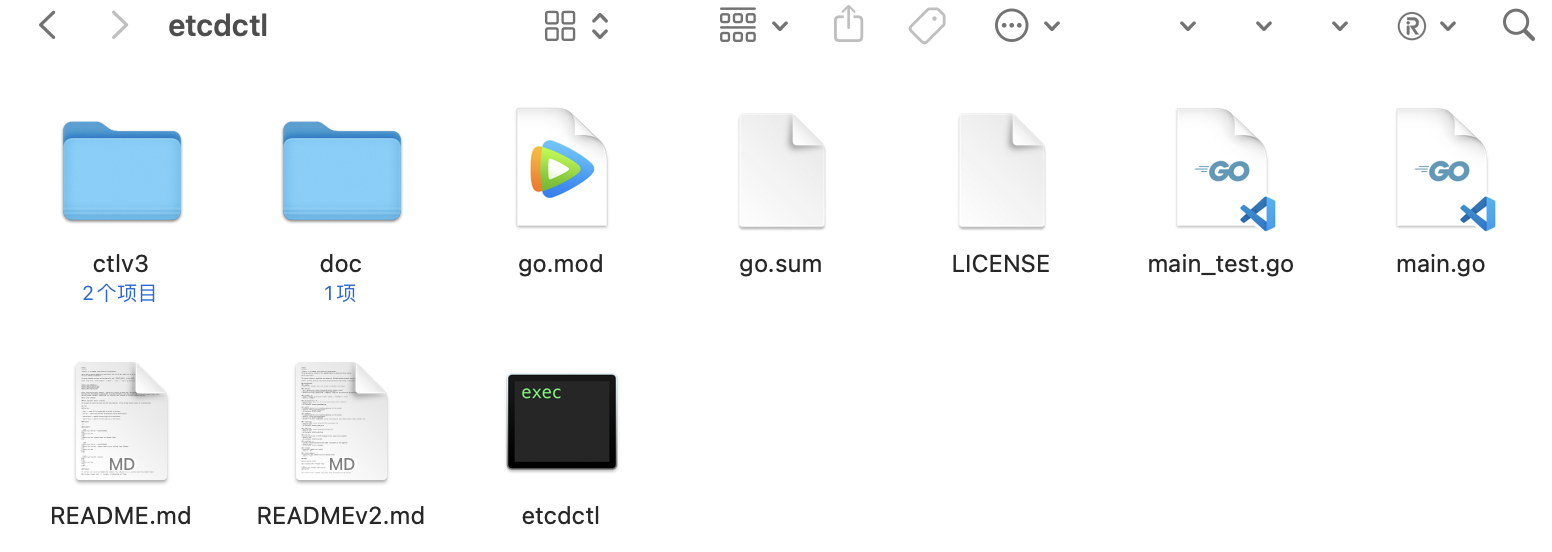 etcdctl
ctlv3
2个项目
doc
1项
go.mod
go.sum
LICENSE
GO
main_test.go
GO
main.go
MD
README.md
MD
READMEv2.md
exec
etcdctl